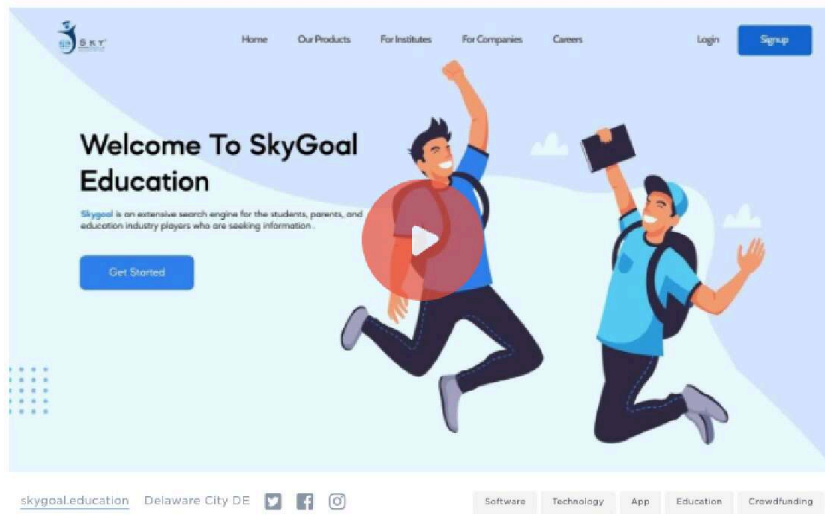 SKY
Home Our Products For Institutes For Companies Careers Login Signup
Welcome To SkyGoal
Education
Skygoal is an extensive search engine for the students, parents, and
education industry players who are seeking information .
Get Started
skygoal.education Delaware City DE
Software Technology App Education Crowdfunding